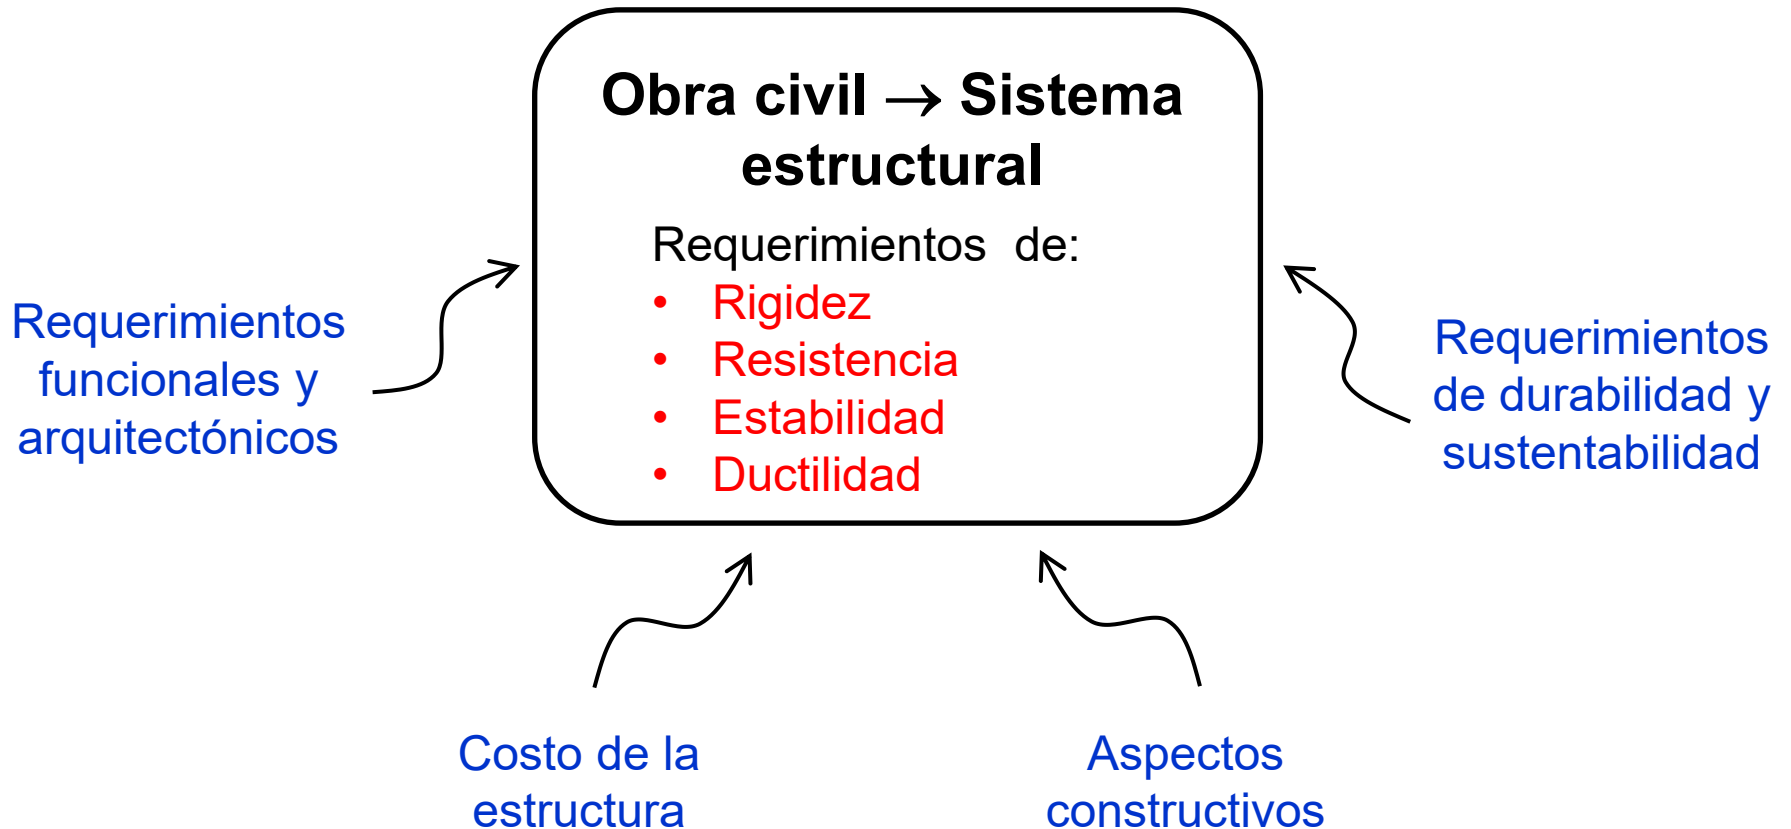 Obra civil → Sistema
estructural
Requerimientos de:
• Rigidez
• Resistencia
• Estabilidad
• Ductilidad
Requerimientos
funcionales y
arquitectónicos
Requerimientos
de durabilidad y
sustentabilidad
Costo de la
estructura
Aspectos
constructivos